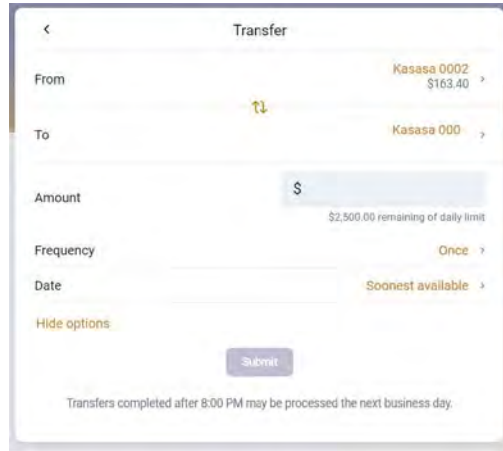 Transfer
From
Kasasa 0002
$163.40
To
Kasasa 000
Amount
$
$2,500.00 remaining of daily limit
Frequency
Once
Date
Soonest available
Hide options
Submit
Transfers completed after 8:00 PM may be processed the next business day.